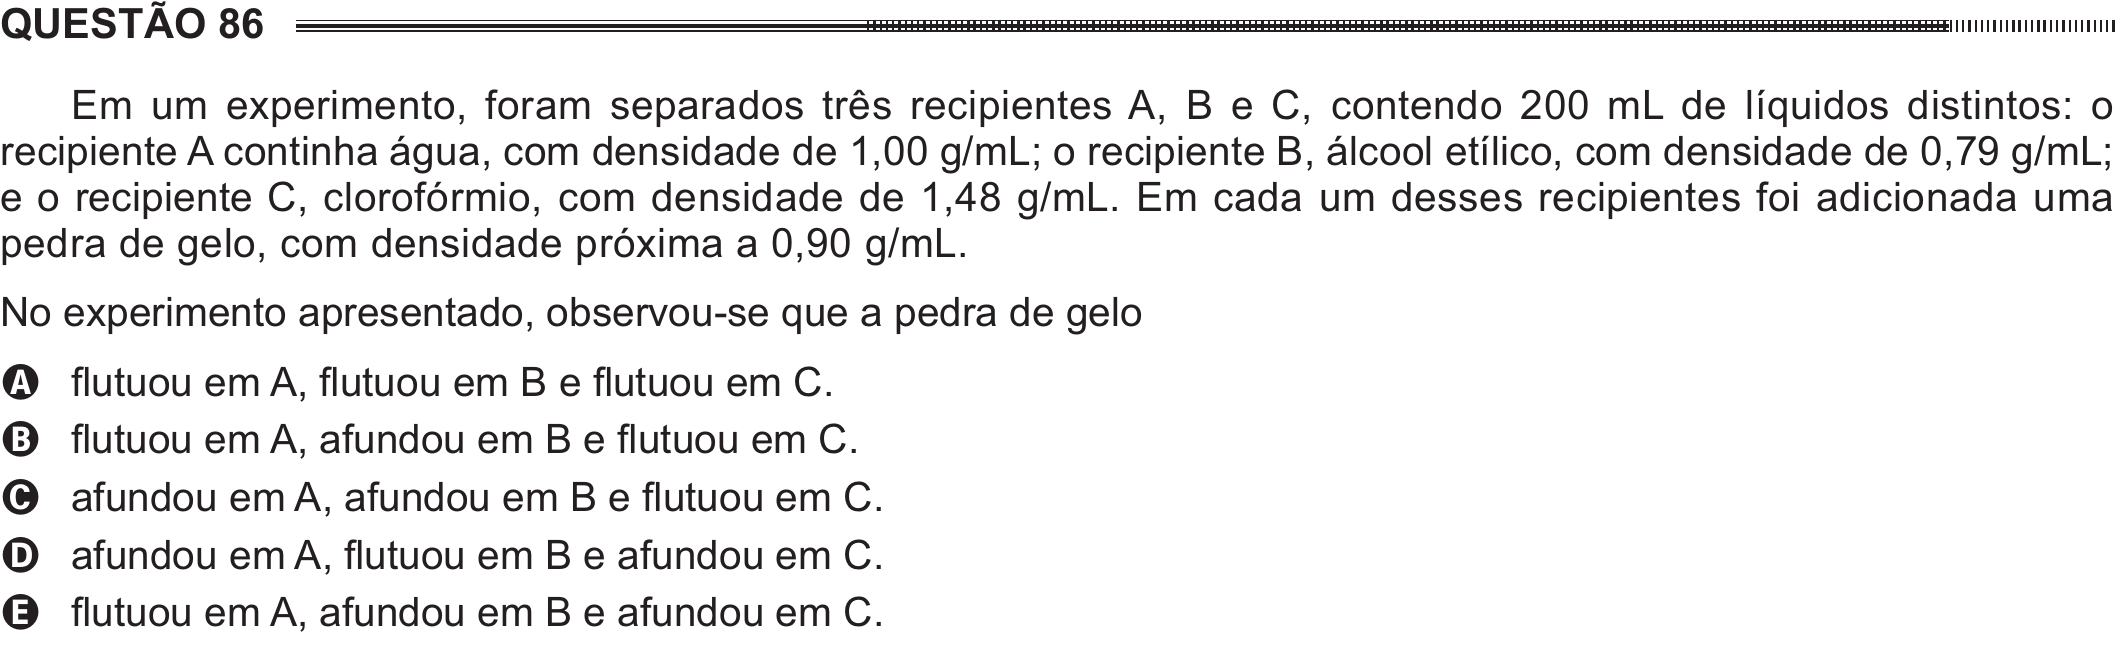 QUESTÃO 86
Em um experimento, foram separados três recipientes A, B e C, contendo 200 mL de líquidos distintos: o
recipiente A continha água, com densidade de 1,00 g/mL; o recipiente B, álcool etílico, com densidade de 0,79 g/mL;
e o recipiente C, clorofórmio, com densidade de 1,48 g/mL. Em cada um desses recipientes foi adicionada uma
pedra de gelo, com densidade próxima a 0,90 g/mL.
No experimento apresentado, observou-se que a pedra de gelo
A flutuou em A, flutuou em B e flutuou em C.
B flutuou em A, afundou em B e flutuou em C.
C afundou em A, afundou em B e flutuou em C.
D afundou em A, flutuou em B e afundou em C.
E flutuou em A, afundou em B e afundou em C.